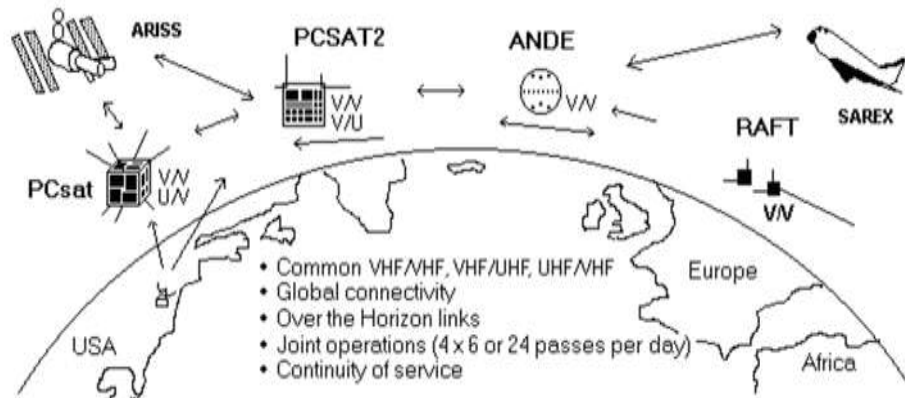 ARISS
PCSAT2
ANDE
SAREX
V/V
V/U
V/V
RAFT
PCsat
V/V
U/V
V/V
• Common VHF/VHF, VHF/UHF, UHF/VHF
• Global connectivity
• Over the Horizon links
• Joint operations (4 x 6 or 24 passes per day)
• Continuity of service
USA
Europe
Africa